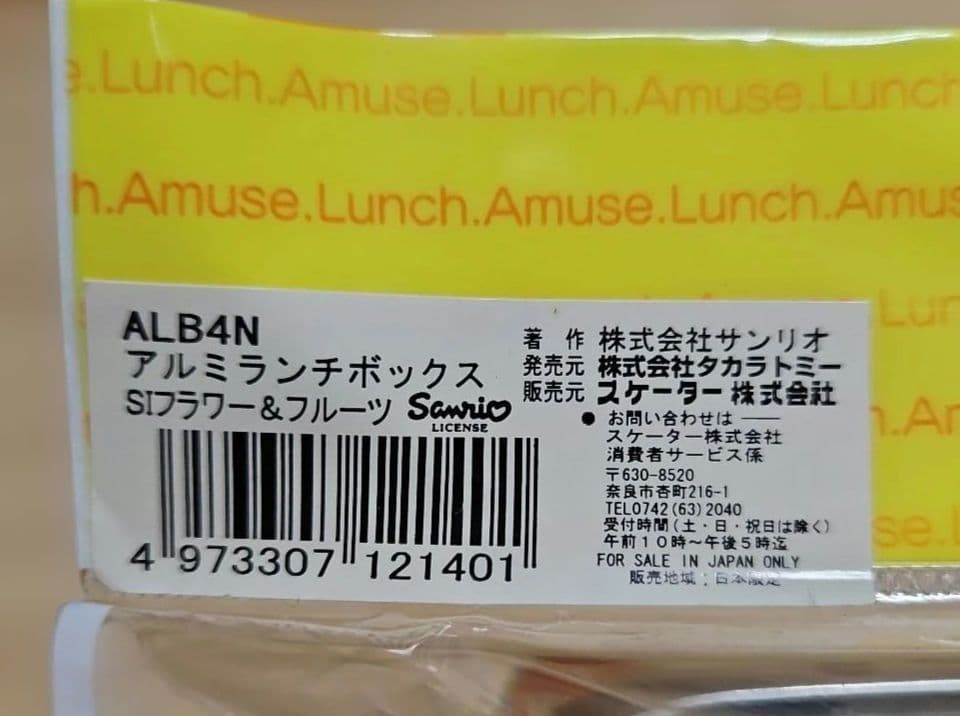 e.Lunch.Amuse.Lunch.Amuse.Lunch
h.Amuse.Lunch.Amuse.Lunch.Amus
ALB4N
アルミランチボックス
SIフラワー&フルーツ Sanrio
LICENSE
4 973307 121401
著 作 株式会社サンリオ
発売元 株式会社タカラトミー
販売元 スケーター 株式会社
● お問い合わせは ――
スケーター株式会社
消費者サービス係
〒630-8520
奈良市杏町216-1
TEL0742(63)2040
受付時間(土・日・祝日は除く)
午前10時〜午後5時迄
FOR SALE IN JAPAN ONLY
販売地域:日本限定
n.An
se.L